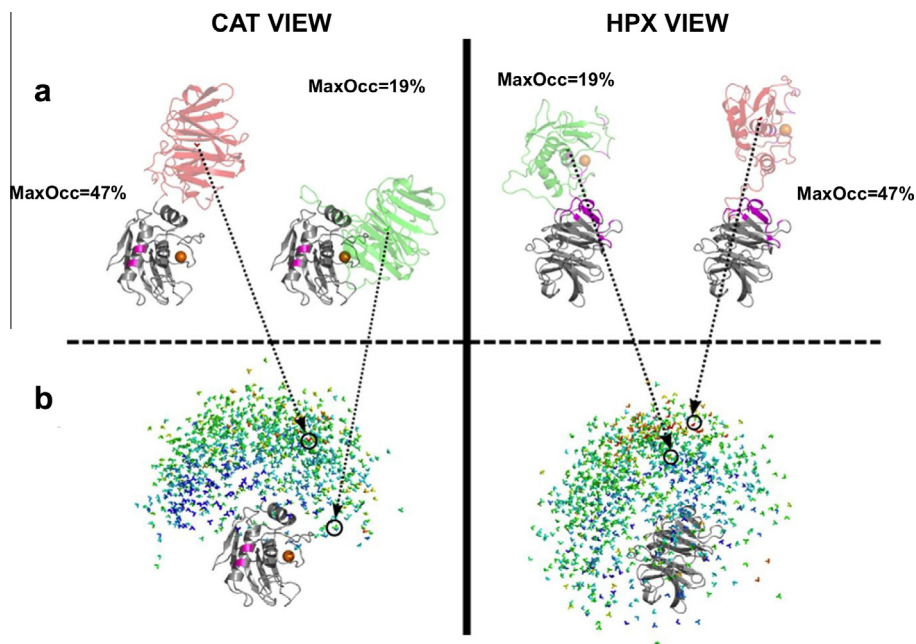 CAT VIEW
HPX VIEW
a
MaxOcc=19%
MaxOcc=19%
MaxOcc=47%
MaxOcc=47%
b